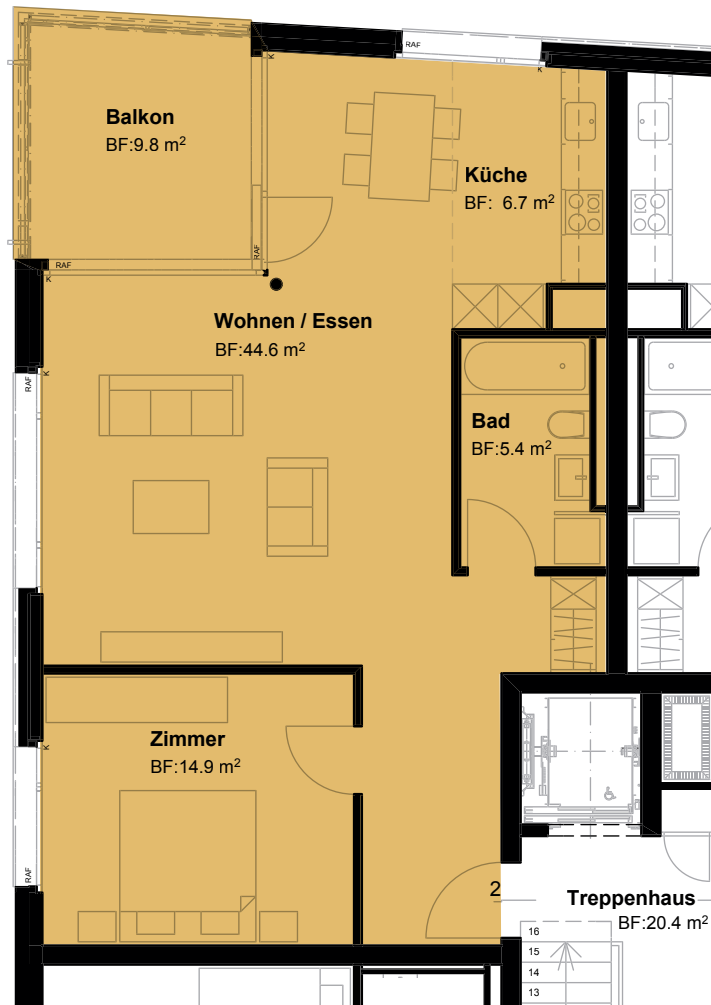 RAF
K
K
Balkon
BF:9.8 m²
Küche
BF: 6.7 m²
RAF
RAF
K
Wohnen / Essen
BF:44.6 m²
RAF
K
Bad
BF:5.4 m²
Zimmer
BF:14.9 m²
K
RAF
2
Treppenhaus
BF:20.4 m²
16
15
14
13